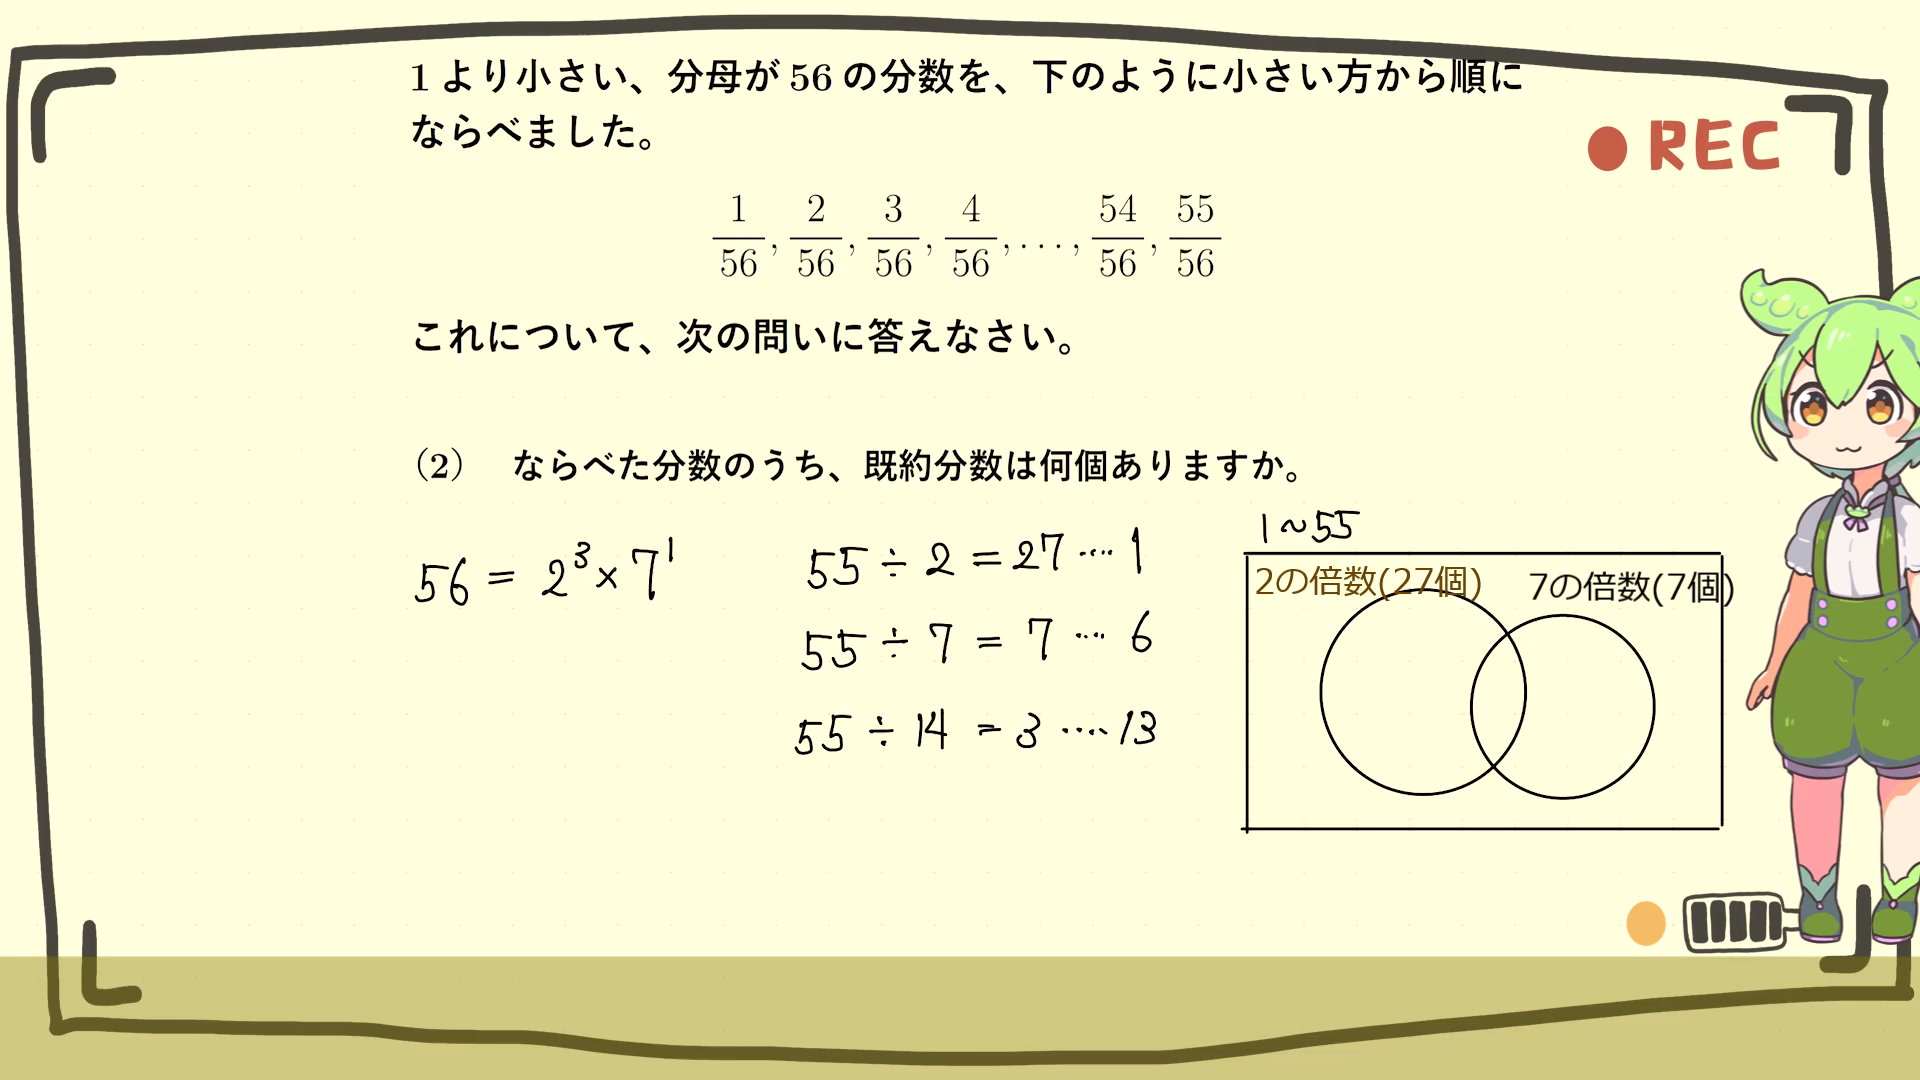 1より小さい、分母が56の分数を、下のように小さい方から順に
ならべました。
1/56, 2/56, 3/56, 4/56, ..., 54/56, 55/56
これについて、次の問いに答えなさい。
(2) ならべた分数のうち、既約分数は何個ありますか。
56 = 2³×7¹
55 ÷ 2 = 27 ···· 1
55 ÷ 7 = 7 ···· 6
55 ÷ 14 = 3 ···· 13
1~55
2の倍数(27個)
7の倍数(7個)
REC